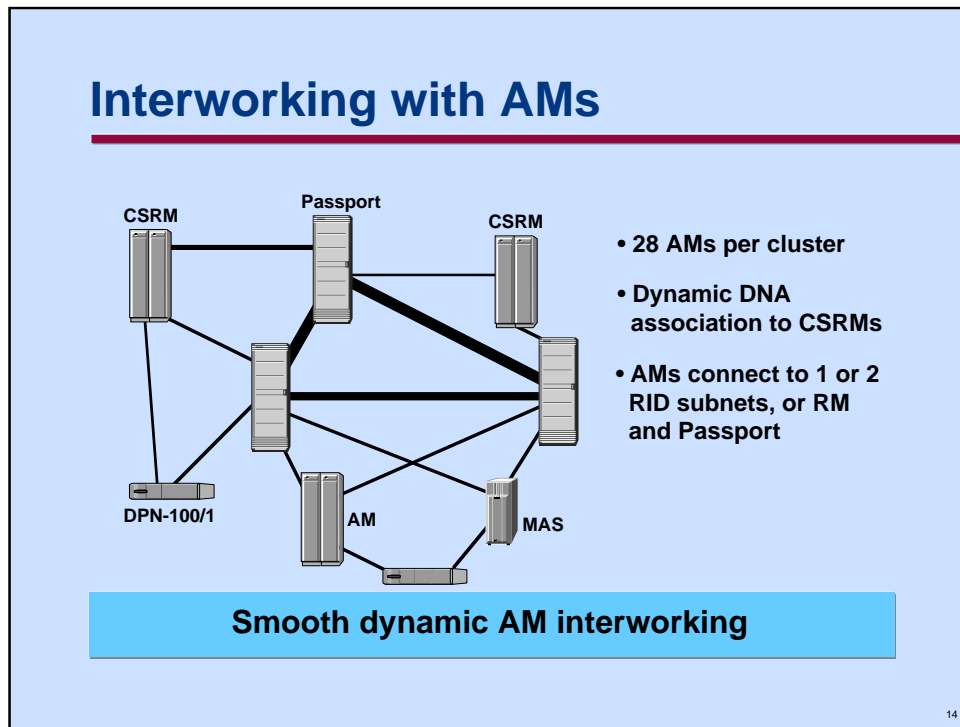 Interworking with AMs
CSRM
Passport
CSRM
• 28 AMs per cluster
• Dynamic DNA
association to CSRMs
• AMs connect to 1 or 2
RID subnets, or RM
and Passport
DPN-100/1
AM
MAS
Smooth dynamic AM interworking
14